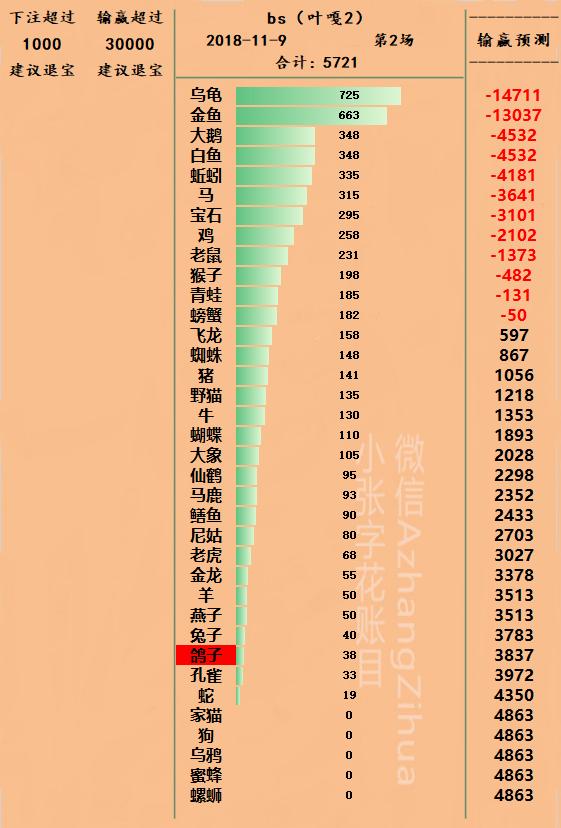 下注超过 输赢超过
1000 30000
建议退宝 建议退宝
bs（叶嘎2）
2018-11-9 第2场
合计：5721
输赢预测
乌龟 725 -14711
金鱼 663 -13037
大鹅 348 -4532
白鱼 348 -4532
蚯蚓 335 -4181
马 315 -3641
宝石 295 -3101
鸡 258 -2102
老鼠 231 -1373
猴子 198 -482
青蛙 185 -131
螃蟹 182 -50
飞龙 158 597
蜘蛛 148 867
猪 141 1056
野猫 135 1218
牛 130 1353
蝴蝶 110 1893
大象 105 2028
仙鹤 95 2298
马鹿 93 2352
鳝鱼 90 2433
尼姑 80 2703
老虎 68 3027
金龙 55 3378
羊 50 3513
燕子 50 3513
兔子 40 3783
鸽子 38 3837
孔雀 33 3972
蛇 19 4350
家猫 0 4863
狗 0 4863
乌鸦 0 4863
蜜蜂 0 4863
螺蛳 0 4863
微信AzhangZihua
小张字花账目